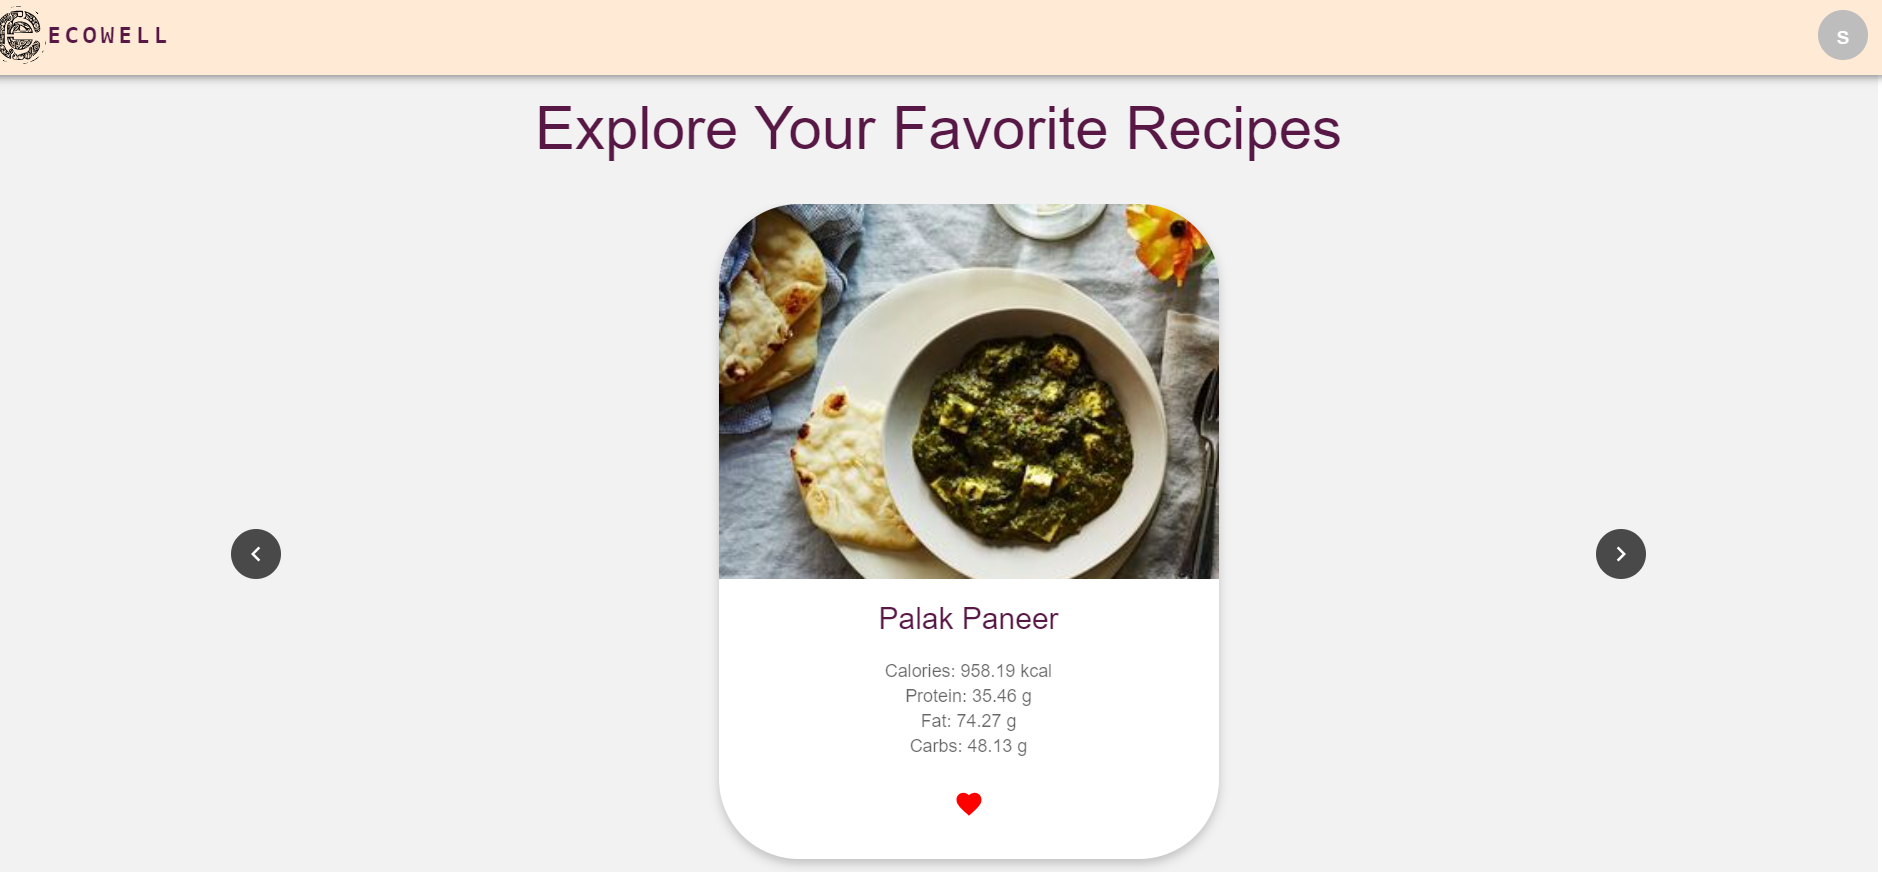 ECOWELL
S
Explore Your Favorite Recipes
Palak Paneer
Calories: 958.19 kcal
Protein: 35.46 g
Fat: 74.27 g
Carbs: 48.13 g